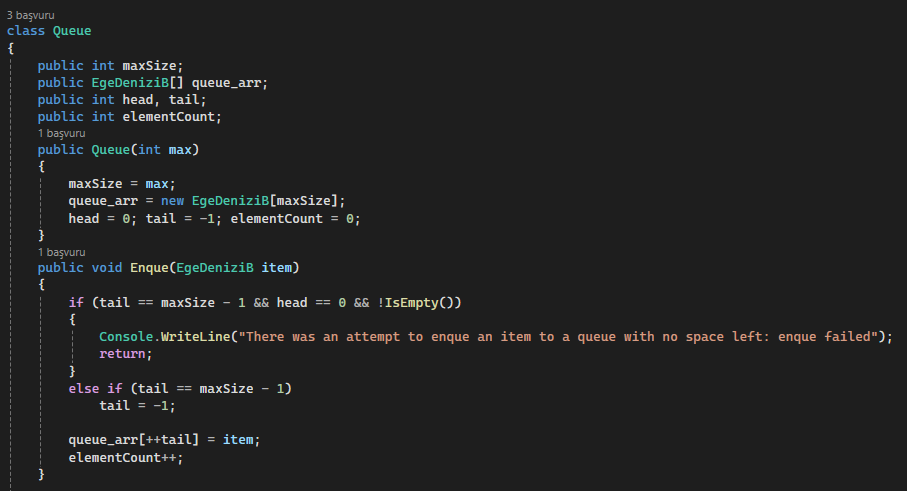 3 başvuru
class Queue
{
public int maxSize;
public EgeDeniziB[] queue_arr;
public int head, tail;
public int elementCount;
1 başvuru
public Queue(int max)
{
maxSize = max;
queue_arr = new EgeDeniziB[maxSize];
head = 0; tail = -1; elementCount = 0;
}
1 başvuru
public void Enque(EgeDeniziB item)
{
if (tail == maxSize - 1 && head == 0 && !IsEmpty())
{
Console.WriteLine("There was an attempt to enque an item to a queue with no space left: enque failed");
return;
}
else if (tail == maxSize - 1)
tail = -1;
queue_arr[++tail] = item;
elementCount++;
}